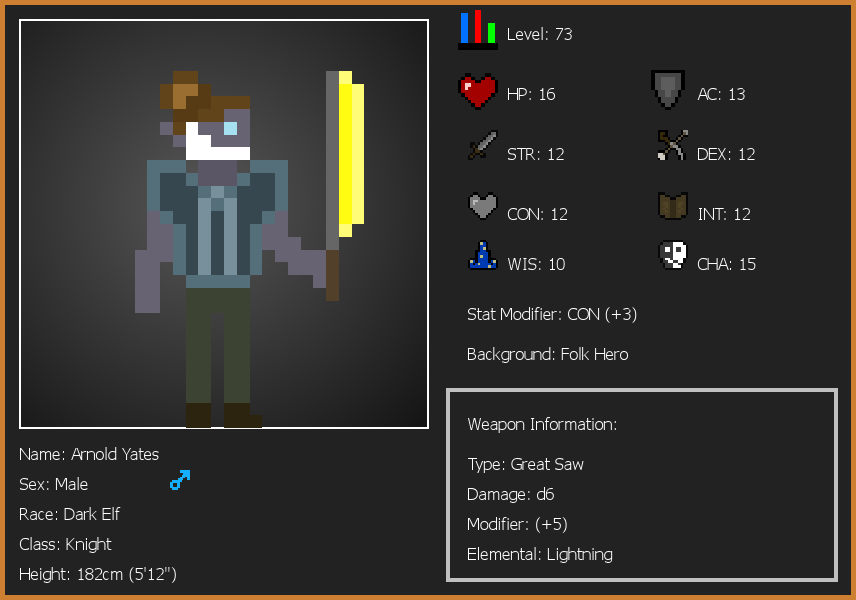 Level: 73
HP: 16
AC: 13
STR: 12
DEX: 12
CON: 12
INT: 12
WIS: 10
CHA: 15
Stat Modifier: CON (+3)
Background: Folk Hero
Weapon Information:
Type: Great Saw
Damage: d6
Modifier: (+5)
Elemental: Lightning
Name: Arnold Yates
Sex: Male
Race: Dark Elf
Class: Knight
Height: 182cm (5'12")